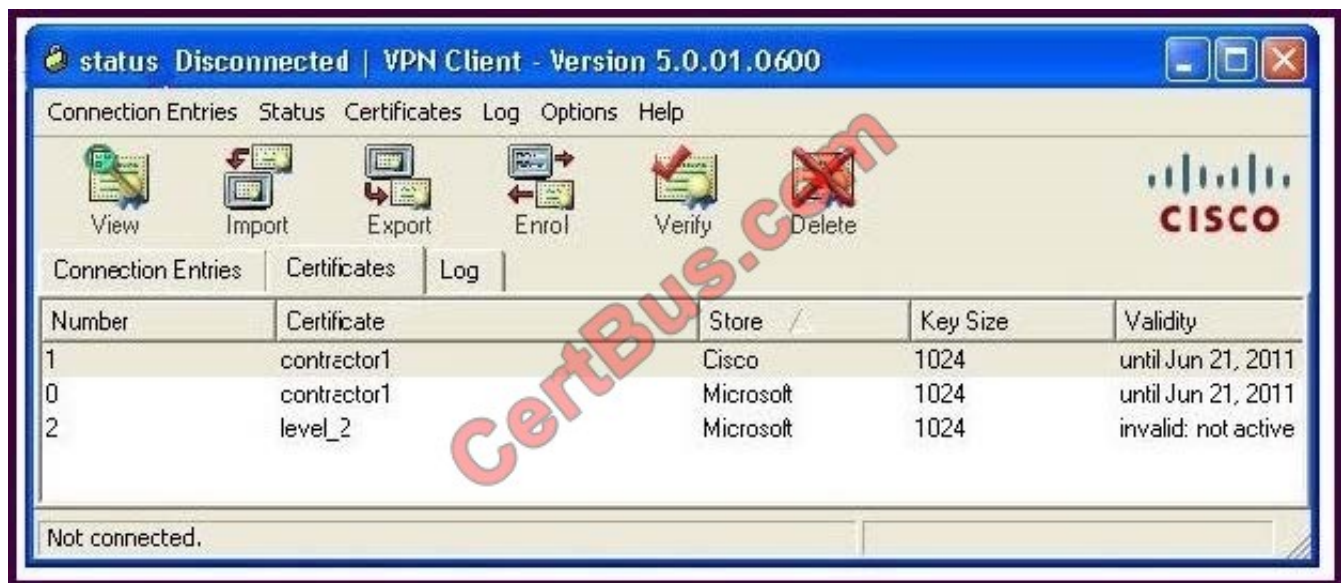 status Disconnected | VPN Client - Version 5.0.01.0600
Connection Entries Status Certificates Log Options Help
View Import Export Enrol Verify Delete
CISCO
Connection Entries Certificates Log
Number Certificate Store Key Size Validity
1 contractor1 Cisco 1024 until Jun 21, 2011
0 contractor1 Microsoft 1024 until Jun 21, 2011
2 level_2 Microsoft 1024 invalid: not active
Not connected.
CertBus.com